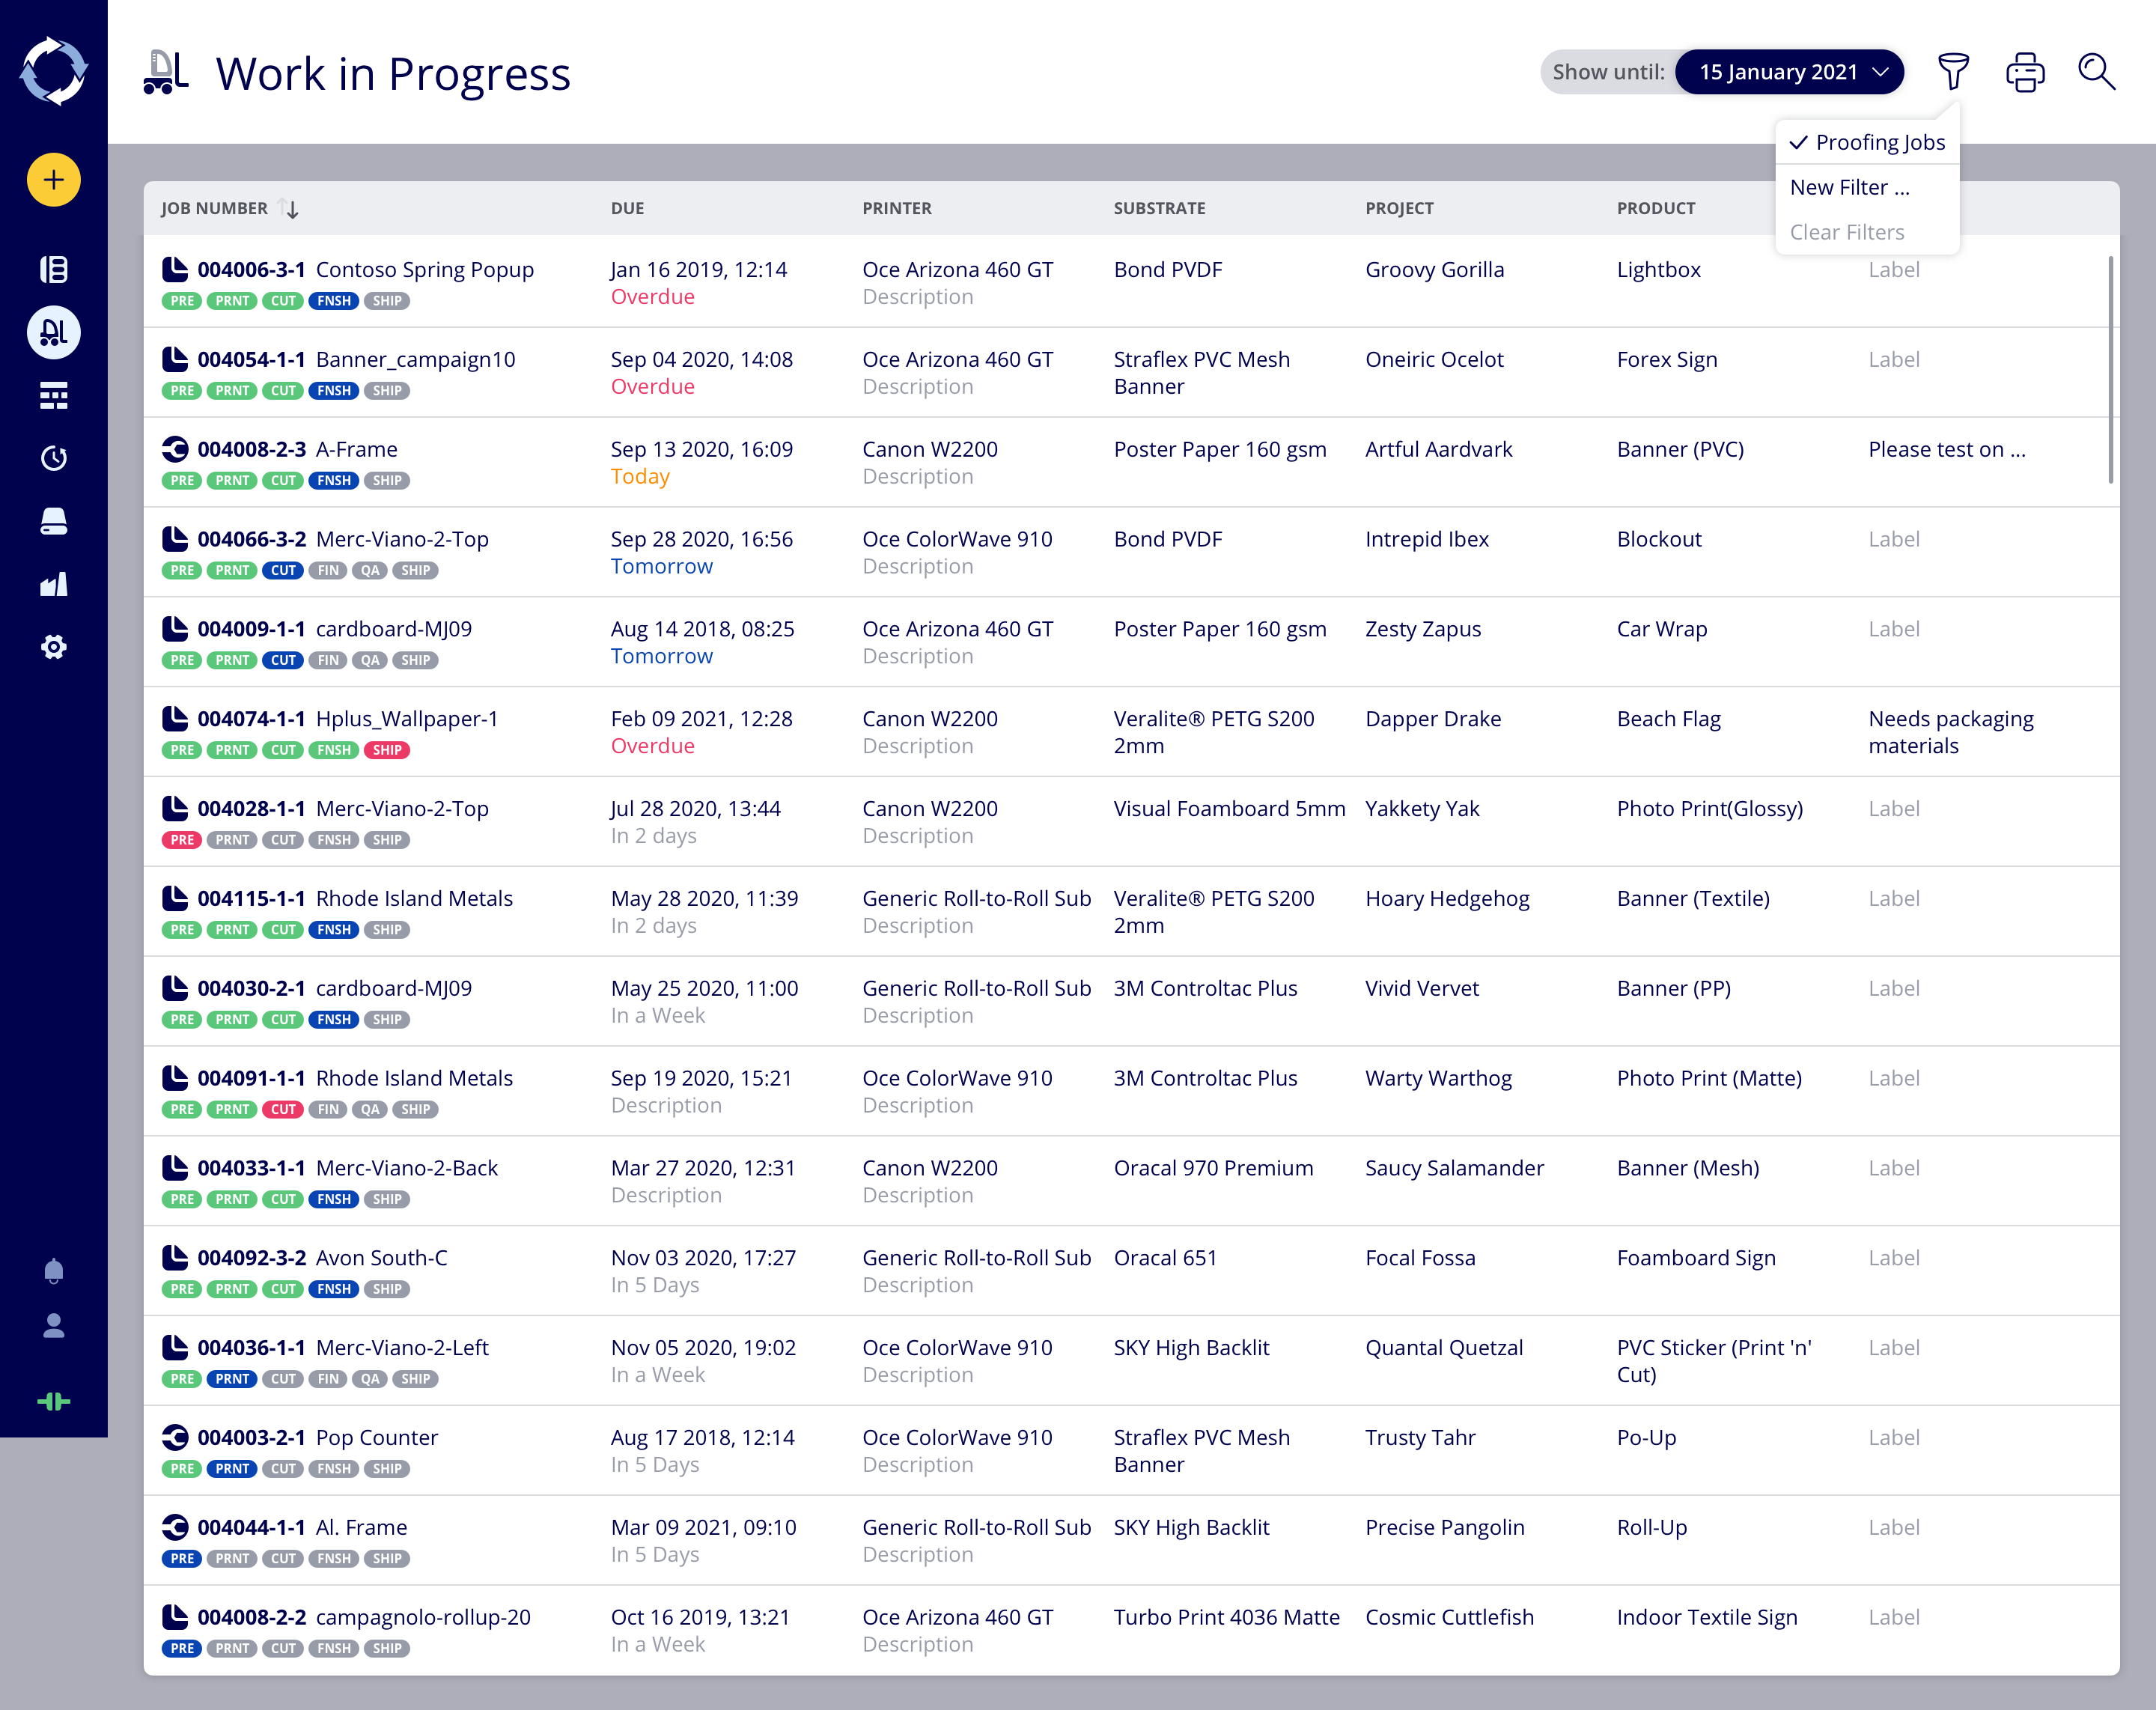 Work in Progress
Show until: 15 January 2021
Proofing Jobs
New Filter ...
Clear Filters
JOB NUMBER DUE PRINTER SUBSTRATE PROJECT PRODUCT
004006-3-1 Contoso Spring Popup Jan 16 2019, 12:14 Oce Arizona 460 GT Bond PVDF Groovy Gorilla Lightbox Label
PRE PRNT CUT FNSH SHIP Overdue Description
004054-1-1 Banner_campaign10 Sep 04 2020, 14:08 Oce Arizona 460 GT Straflex PVC Mesh Oneiric Ocelot Forex Sign Label
PRE PRNT CUT FNSH SHIP Overdue Description Banner
004008-2-3 A-Frame Sep 13 2020, 16:09 Canon W2200 Poster Paper 160 gsm Artful Aardvark Banner (PVC) Please test on ...
PRE PRNT CUT FNSH SHIP Today Description
004066-3-2 Merc-Viano-2-Top Sep 28 2020, 16:56 Oce ColorWave 910 Bond PVDF Intrepid Ibex Blockout Label
PRE PRNT CUT FIN QA SHIP Tomorrow Description
004009-1-1 cardboard-MJ09 Aug 14 2018, 08:25 Oce Arizona 460 GT Poster Paper 160 gsm Zesty Zapus Car Wrap Label
PRE PRNT CUT FIN QA SHIP Tomorrow Description
004074-1-1 Hplus_Wallpaper-1 Feb 09 2021, 12:28 Canon W2200 Veralite® PETG S200 Dapper Drake Beach Flag Needs packaging
PRE PRNT CUT FNSH SHIP Overdue Description 2mm materials
004028-1-1 Merc-Viano-2-Top Jul 28 2020, 13:44 Canon W2200 Visual Foamboard 5mm Yakkety Yak Photo Print(Glossy) Label
PRE PRNT CUT FNSH SHIP In 2 days Description
004115-1-1 Rhode Island Metals May 28 2020, 11:39 Generic Roll-to-Roll Sub Veralite® PETG S200 Hoary Hedgehog Banner (Textile) Label
PRE PRNT CUT FNSH SHIP In 2 days Description 2mm
004030-2-1 cardboard-MJ09 May 25 2020, 11:00 Generic Roll-to-Roll Sub 3M Controltac Plus Vivid Vervet Banner (PP) Label
PRE PRNT CUT FNSH SHIP In a Week Description
004091-1-1 Rhode Island Metals Sep 19 2020, 15:21 Oce ColorWave 910 3M Controltac Plus Warty Warthog Photo Print (Matte) Label
PRE PRNT CUT FIN QA SHIP Description Description
004033-1-1 Merc-Viano-2-Back Mar 27 2020, 12:31 Canon W2200 Oracal 970 Premium Saucy Salamander Banner (Mesh) Label
PRE PRNT CUT FNSH SHIP Description Description
004092-3-2 Avon South-C Nov 03 2020, 17:27 Generic Roll-to-Roll Sub Oracal 651 Focal Fossa Foamboard Sign Label
PRE PRNT CUT FNSH SHIP In 5 Days Description
004036-1-1 Merc-Viano-2-Left Nov 05 2020, 19:02 Oce ColorWave 910 SKY High Backlit Quantal Quetzal PVC Sticker (Print 'n' Label
PRE PRNT CUT FIN QA SHIP In a Week Description Cut)
004003-2-1 Pop Counter Aug 17 2018, 12:14 Oce ColorWave 910 Straflex PVC Mesh Trusty Tahr Po-Up Label
PRE PRNT CUT FNSH SHIP In 5 Days Description Banner
004044-1-1 Al. Frame Mar 09 2021, 09:10 Generic Roll-to-Roll Sub SKY High Backlit Precise Pangolin Roll-Up Label
PRE PRNT CUT FNSH SHIP In 5 Days Description
004008-2-2 campagnolo-rollup-20 Oct 16 2019, 13:21 Oce Arizona 460 GT Turbo Print 4036 Matte Cosmic Cuttlefish Indoor Textile Sign Label
PRE PRNT CUT FNSH SHIP In a Week Description